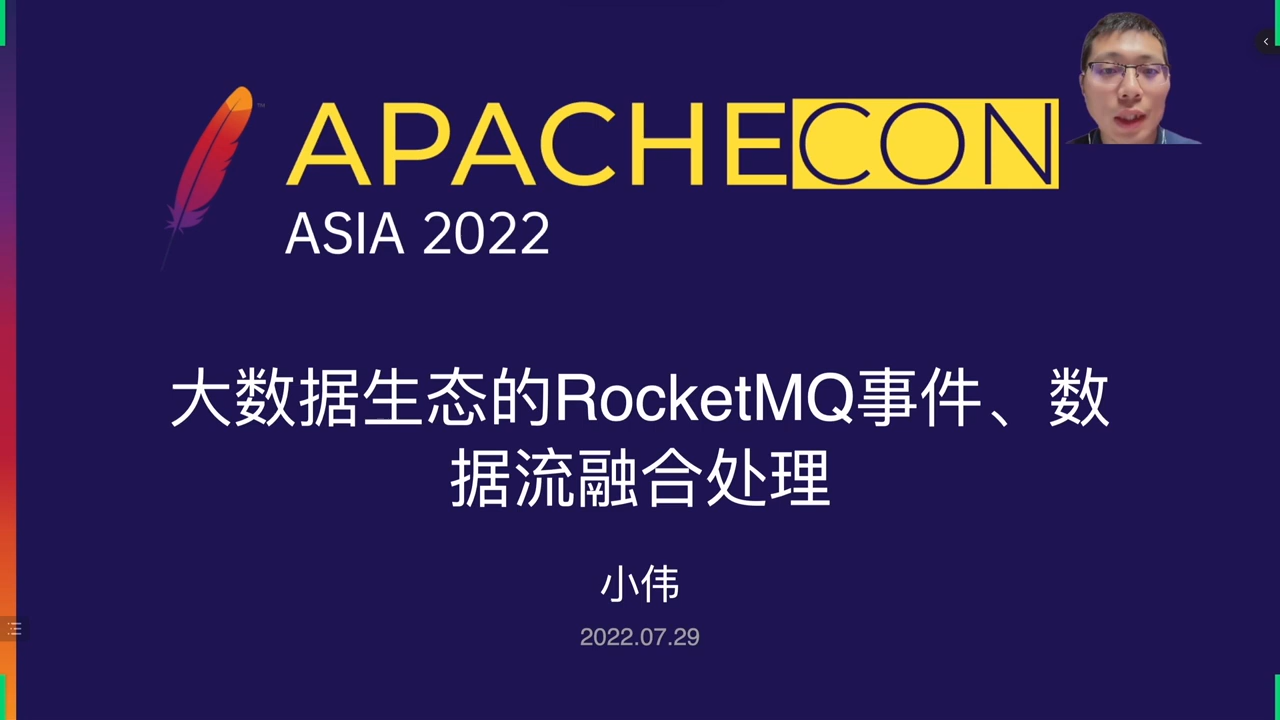 APACHECON
ASIA 2022
大数据生态的RocketMQ事件、数
据流融合处理
小伟
2022.07.29